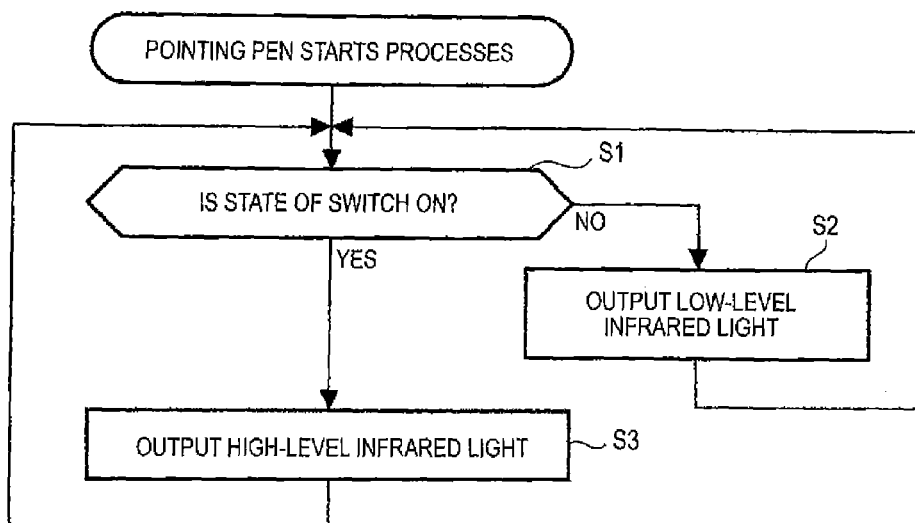 POINTING PEN STARTS PROCESSES
S1
IS STATE OF SWITCH ON?
NO
YES
S2
OUTPUT LOW-LEVEL
INFRARED LIGHT
OUTPUT HIGH-LEVEL INFRARED LIGHT
S3